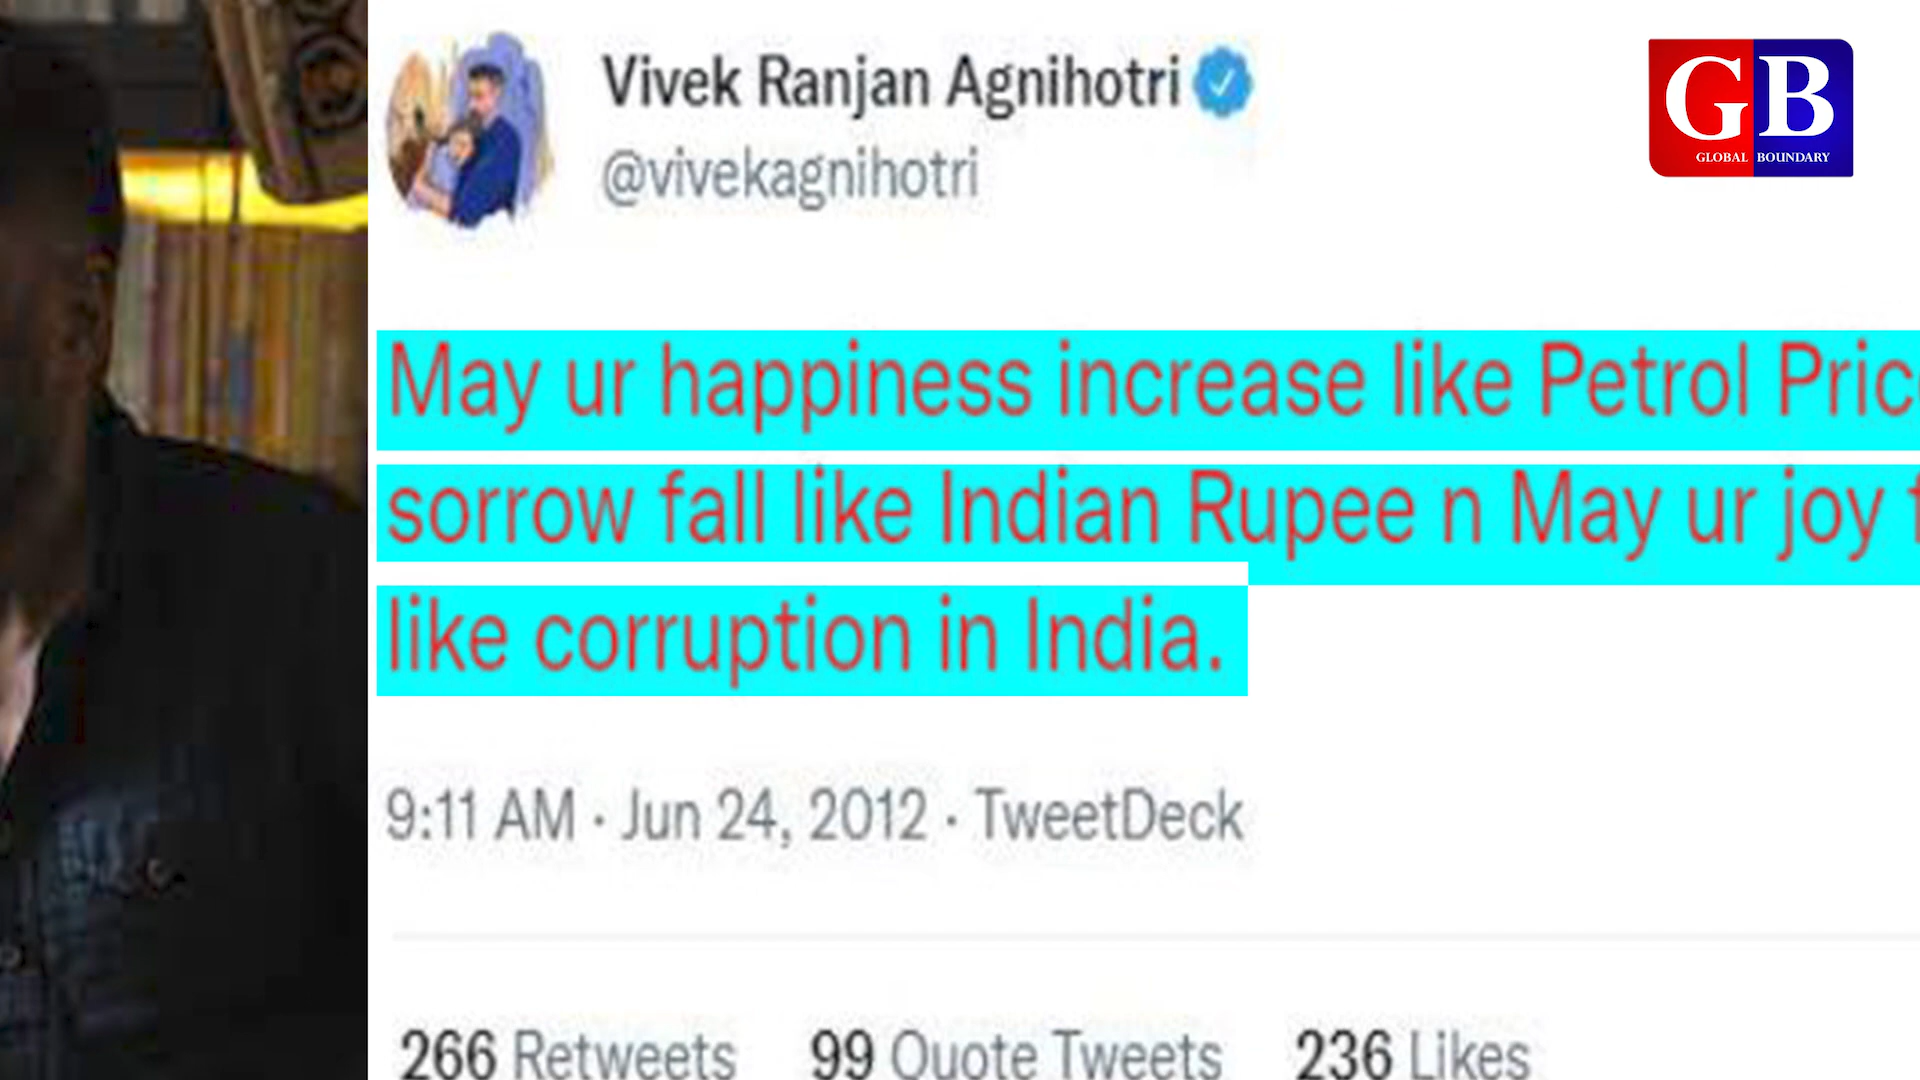 Vivek Ranjan Agnihotri
@vivekagnihotri
GB
GLOBAL BOUNDARY
May ur happiness increase like Petrol Pric
sorrow fall like Indian Rupee n May ur joy
like corruption in India.
9:11 AM · Jun 24, 2012 · TweetDeck
266 Retweets 99 Quote Tweets 236 Likes